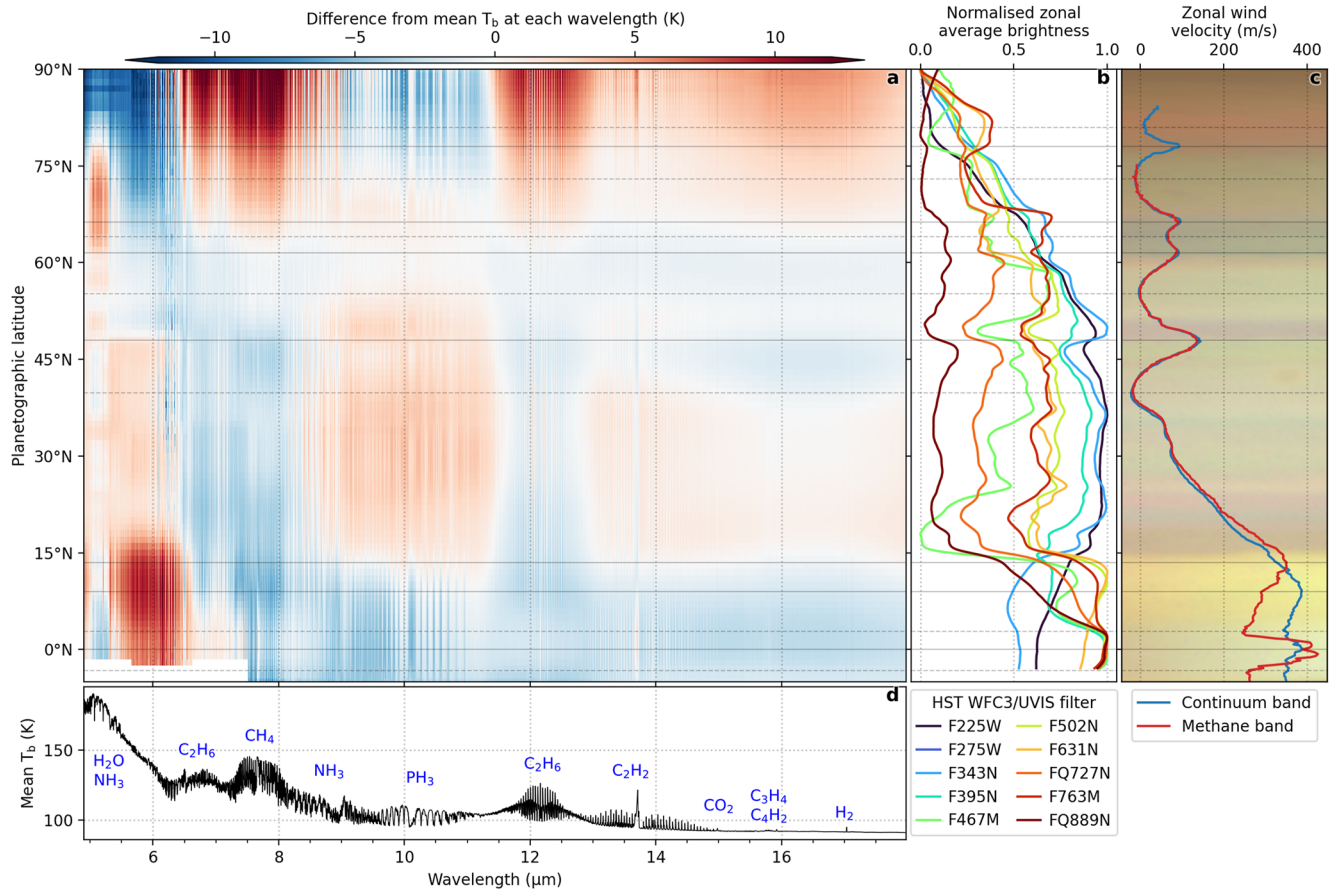 Difference from mean Tb at each wavelength (K)
−10 −5 0 5 10
Normalised zonal
average brightness
0.0 0.5 1.0
Zonal wind
velocity (m/s)
0 200 400
a
b
c
90°N
75°N
60°N
45°N
30°N
15°N
0°N
Planetographic latitude
d
150
100
Mean Tb (K)
H2O
NH3
C2H6
CH4
NH3
PH3
C2H6
C2H2
CO2
C3H4
C4H2
H2
6 8 10 12 14 16
Wavelength (μm)
HST WFC3/UVIS filter
F225W
F275W
F343N
F395N
F467M
F502N
F631N
FQ727N
F763M
FQ889N
Continuum band
Methane band